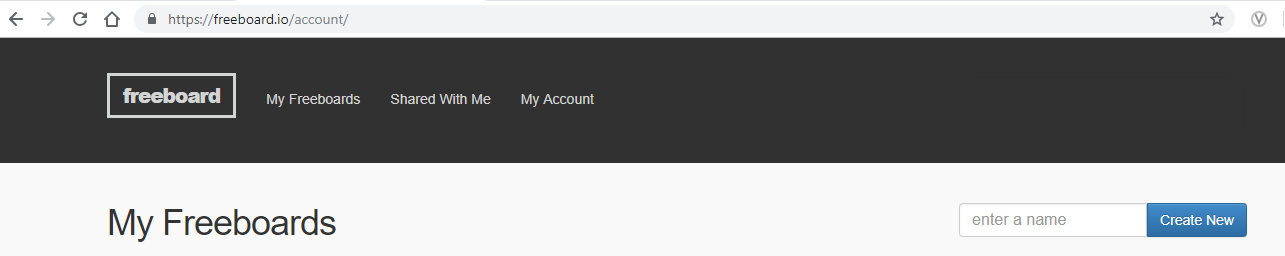 https://freeboard.io/account/
freeboard
My Freeboards
Shared With Me
My Account
My Freeboards
enter a name
Create New